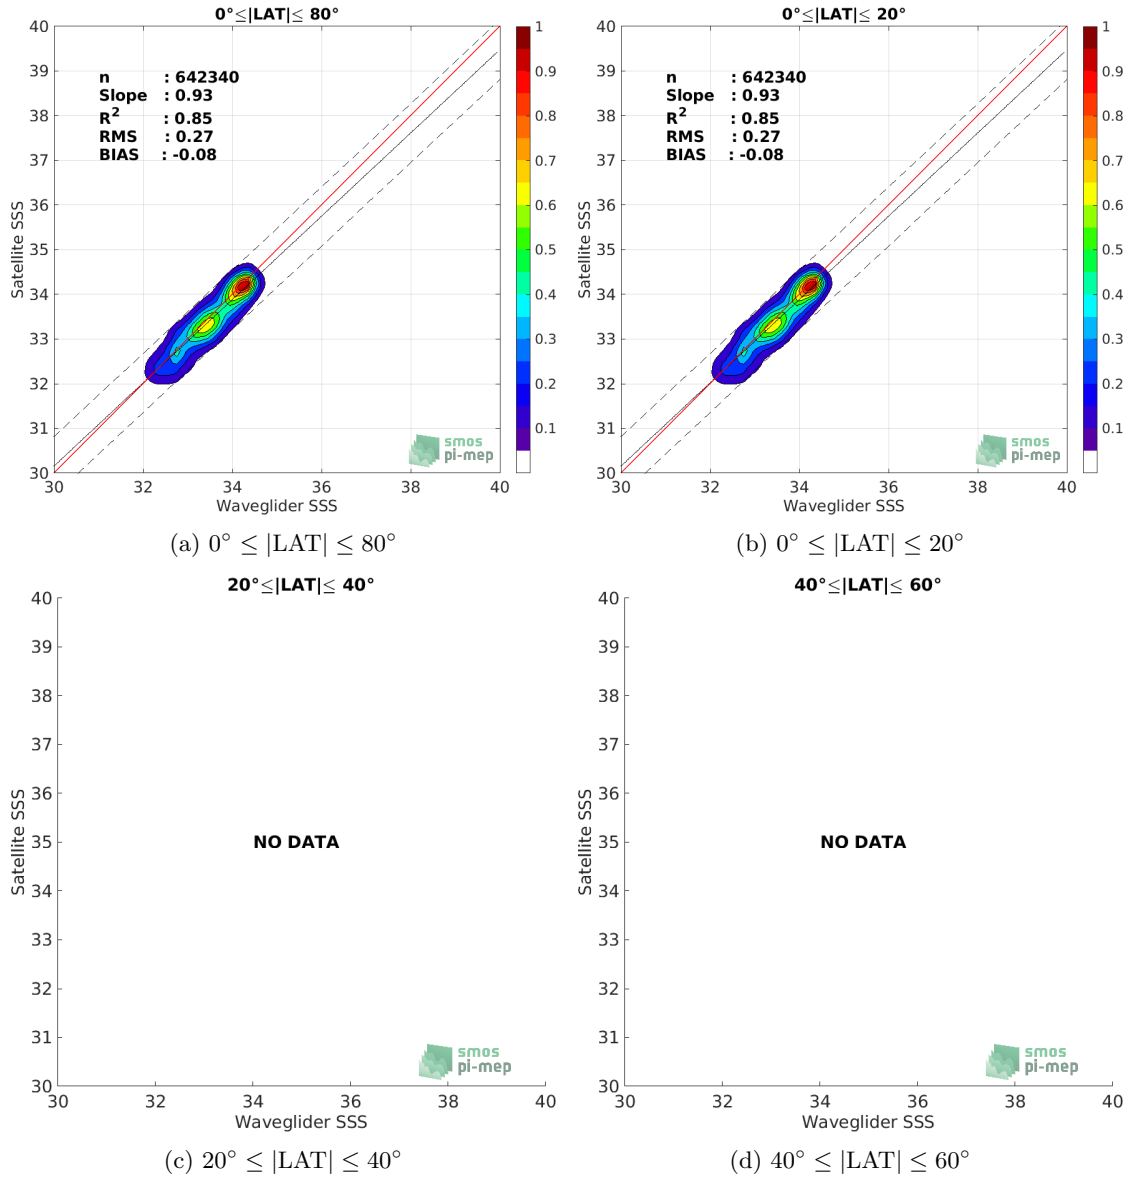 0°≤|LAT|≤ 80°
40
39
38
37
36
35
34
33
32
31
30
Satellite SSS
n : 642340
Slope : 0.93
R2 : 0.85
RMS : 0.27
BIAS : -0.08
smos
pi-mep
30 32 34 36 38 40
Waveglider SSS
1
0.9
0.8
0.7
0.6
0.5
0.4
0.3
0.2
0.1
(a) 0° ≤ |LAT| ≤ 80°
0°≤|LAT|≤ 20°
40
39
38
37
36
35
34
33
32
31
30
Satellite SSS
n : 642340
Slope : 0.93
R2 : 0.85
RMS : 0.27
BIAS : -0.08
smos
pi-mep
30 32 34 36 38 40
Waveglider SSS
1
0.9
0.8
0.7
0.6
0.5
0.4
0.3
0.2
0.1
(b) 0° ≤ |LAT| ≤ 20°
20°≤|LAT|≤ 40°
40
39
38
37
36
35
34
33
32
31
30
Satellite SSS
NO DATA
smos
pi-mep
30 32 34 36 38 40
Waveglider SSS
(c) 20° ≤ |LAT| ≤ 40°
40°≤|LAT|≤ 60°
40
39
38
37
36
35
34
33
32
31
30
Satellite SSS
NO DATA
smos
pi-mep
30 32 34 36 38 40
Waveglider SSS
(d) 40° ≤ |LAT| ≤ 60°